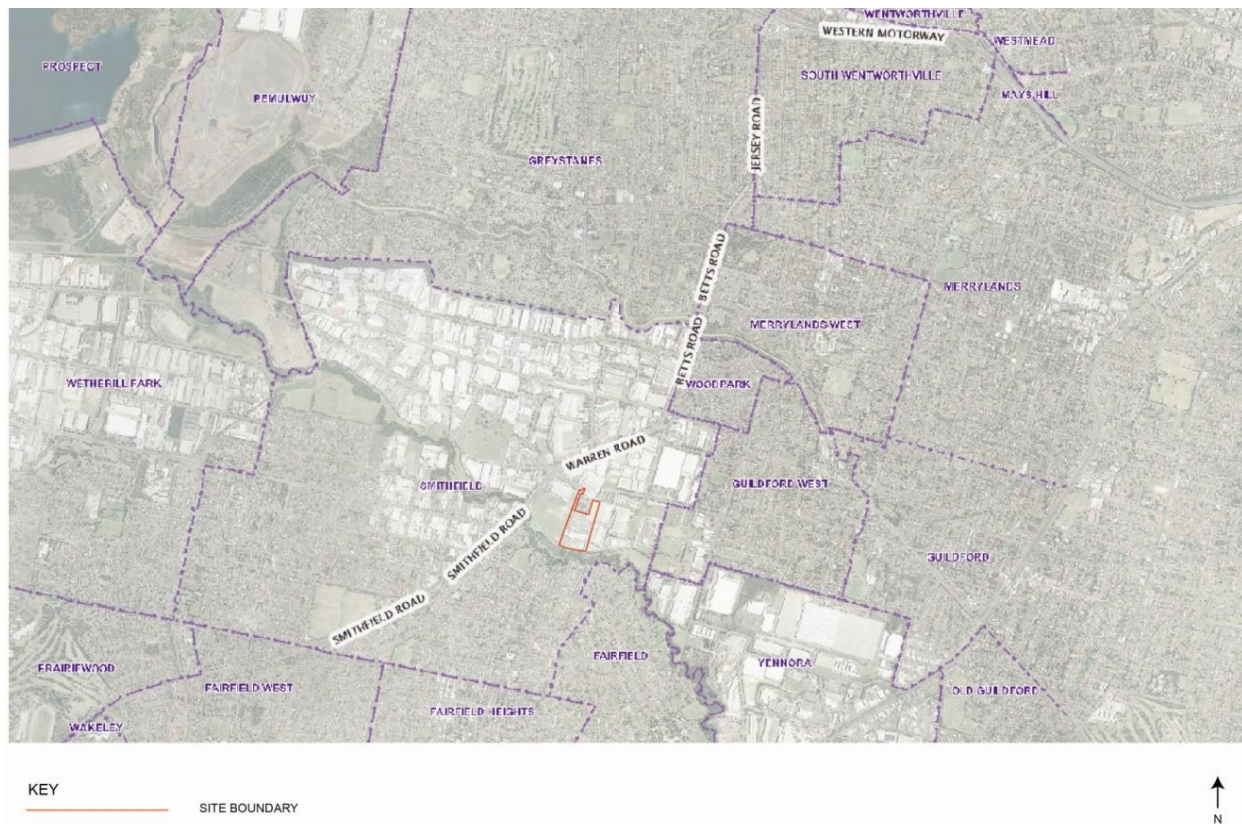 WENTWORTHVILLE
WESTERN MOTORWAY
WESTMEAD
PROSPECT
PEMULWUY
SOUTH WENTWORTHVILLE
MAYS HILL
JERSEY ROAD
GREYSTANES
BETTS ROAD
MERRYLANDS
MERRYLANDS WEST
BETTS ROAD
WETHERILL PARK
WOODPARK
WARREN ROAD
SMITHFIELD
GUILDFORD WEST
SMITHFIELD ROAD
GUILDFORD
SMITHFIELD ROAD
FAIRFIELD
PRAIRIEWOOD
YENNORA
FAIRFIELD WEST
OLD GUILDFORD
FAIRFIELD HEIGHTS
WAKELEY
KEY
SITE BOUNDARY
N